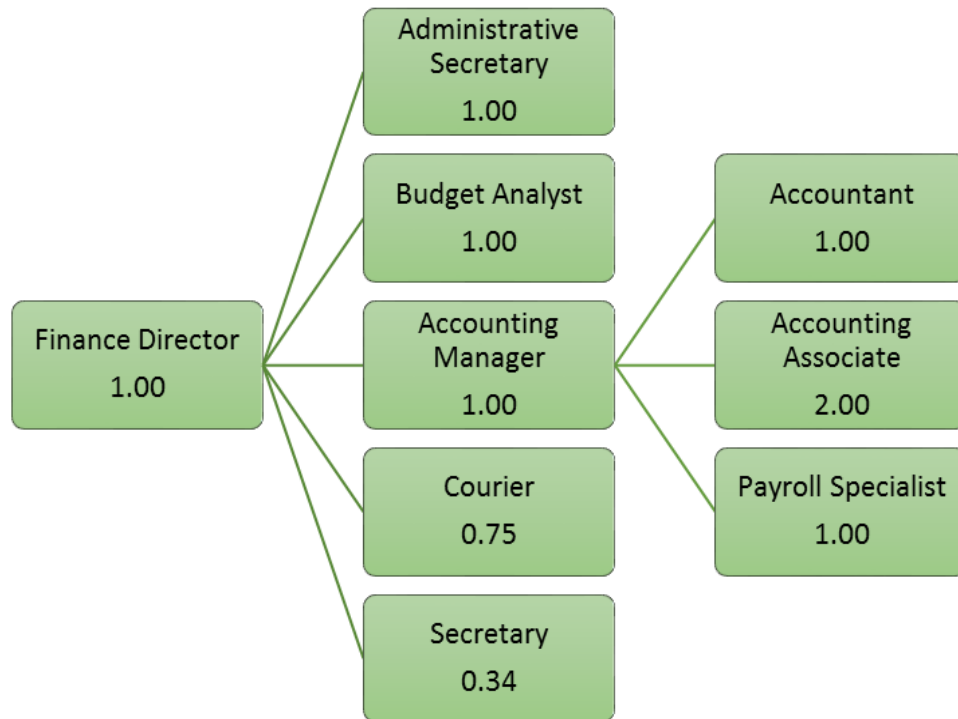 Finance Director
1.00
Administrative
Secretary
1.00
Budget Analyst
1.00
Accounting
Manager
1.00
Courier
0.75
Secretary
0.34
Accountant
1.00
Accounting
Associate
2.00
Payroll Specialist
1.00